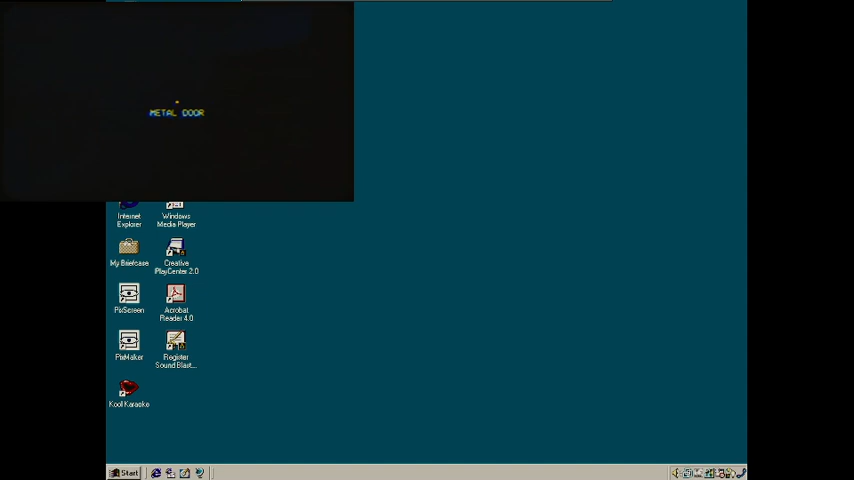 METAL DOOR
Internet
Explorer
Windows
Media Player
My Briefcase
Creative
PlayCenter 2.0
PixScreen
Acrobat
Reader 4.0
PixMaker
Register
Sound Blast...
Kool Karaoke
Start